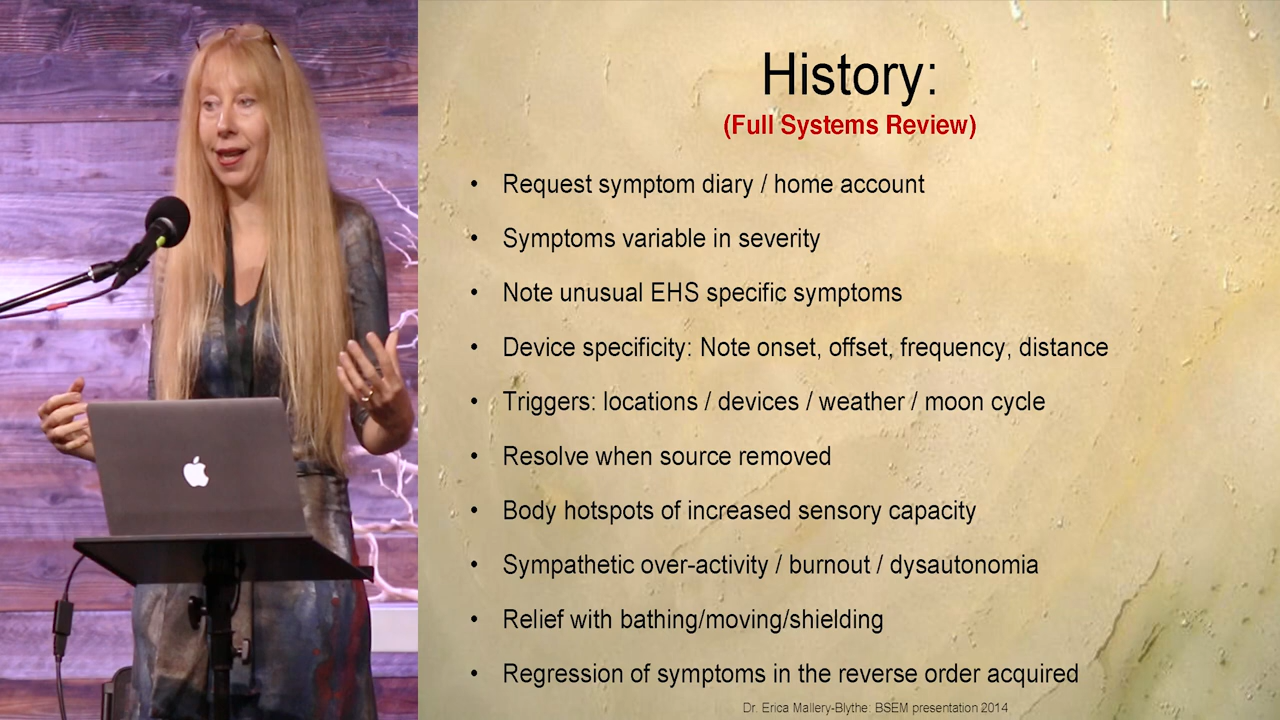 History:
(Full Systems Review)
• Request symptom diary / home account
• Symptoms variable in severity
• Note unusual EHS specific symptoms
• Device specificity: Note onset, offset, frequency, distance
• Triggers: locations / devices / weather / moon cycle
• Resolve when source removed
• Body hotspots of increased sensory capacity
• Sympathetic over-activity / burnout / dysautonomia
• Relief with bathing/moving/shielding
• Regression of symptoms in the reverse order acquired
Dr. Erica Mallery-Blythe: BSEM presentation 2014